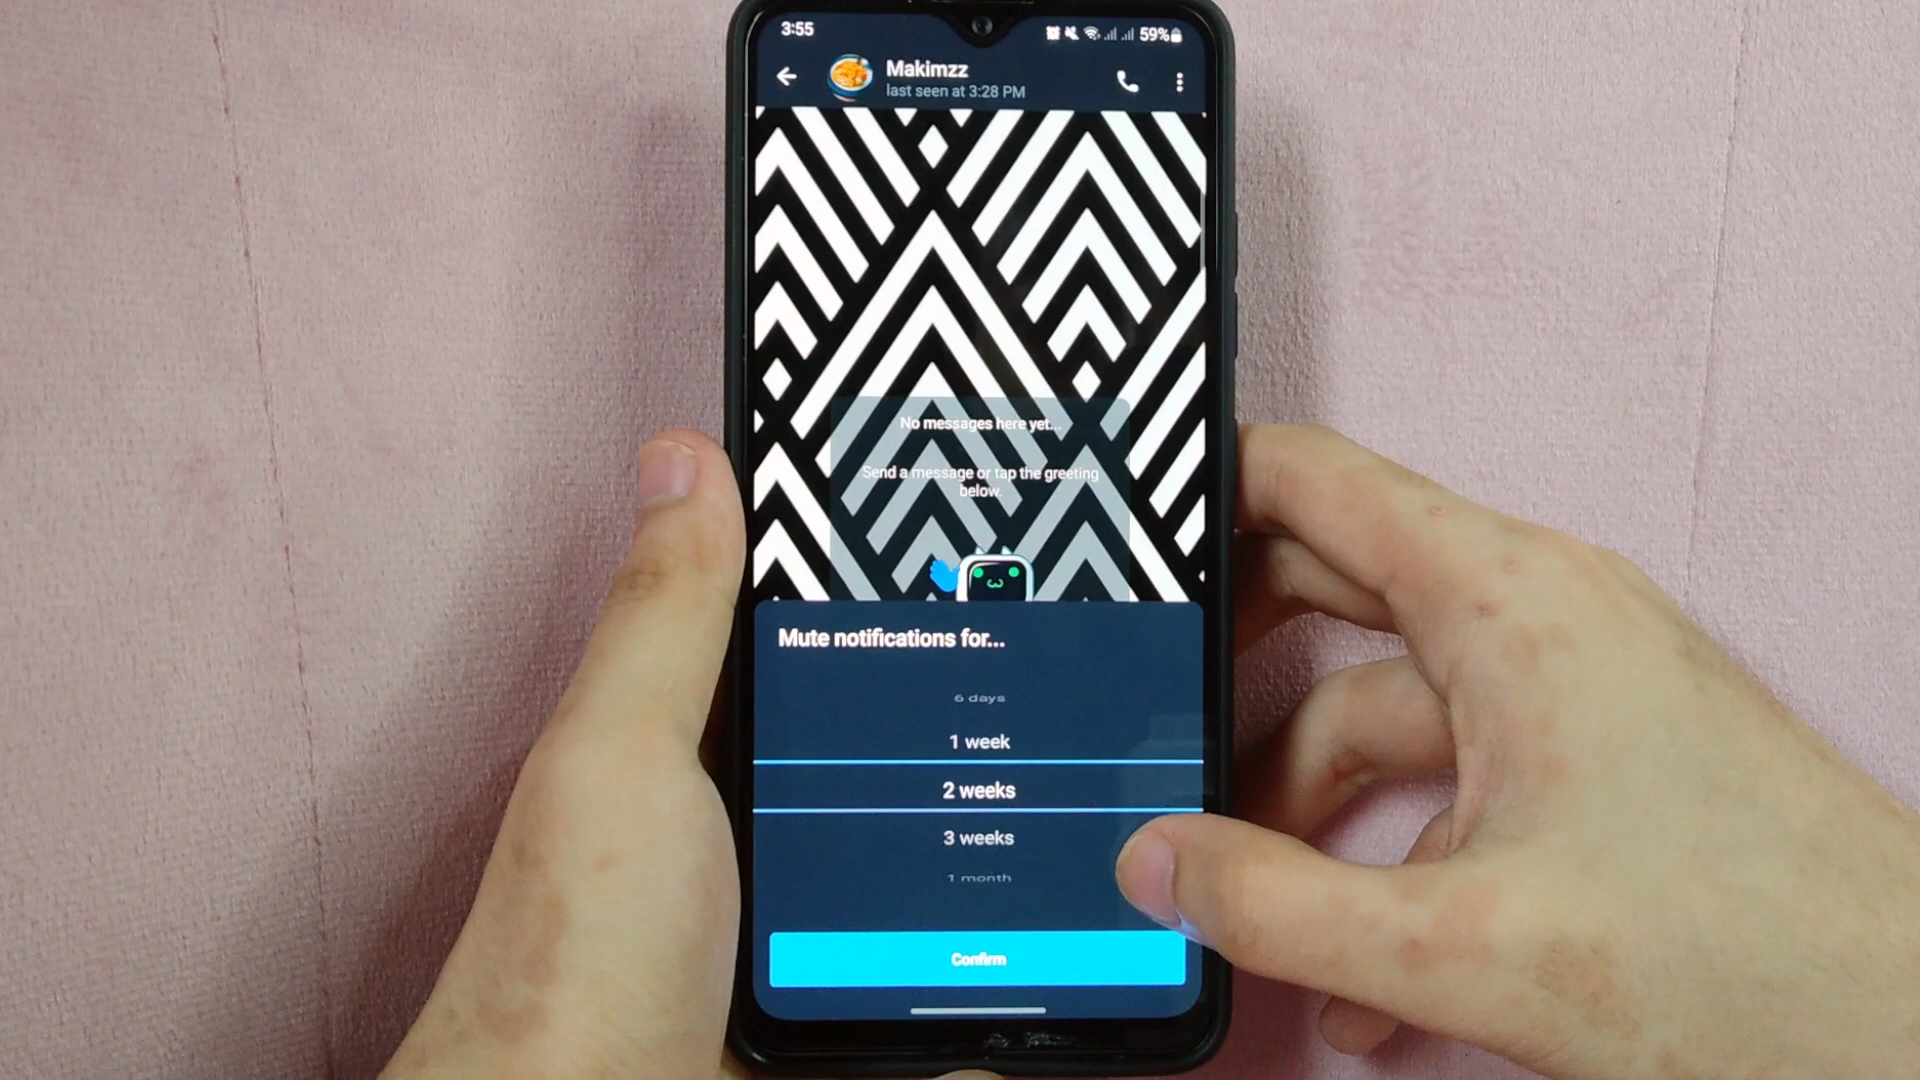 3:55
59%
Makimzz
last seen at 3:28 PM
No messages here yet...
Send a message or tap the greeting
below.
Mute notifications for...
6 days
1 week
2 weeks
3 weeks
1 month
Confirm